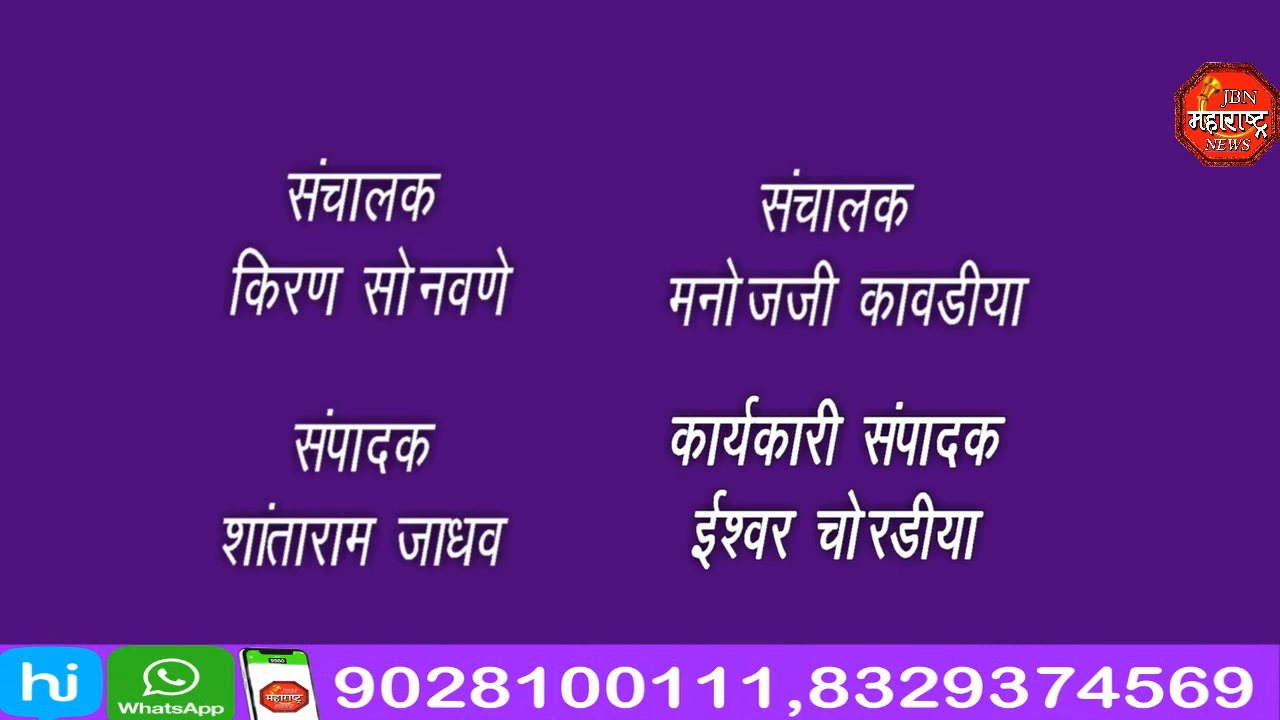 JBN
महाराष्ट्र
NEWS
संचालक
किरण सोनवणे
संचालक
मनोजजी कावडीया
संपादक
शांताराम जाधव
कार्यकारी संपादक
ईश्वर चोरडीया
hi
WhatsApp
महाराष्ट्र
9028100111,8329374569